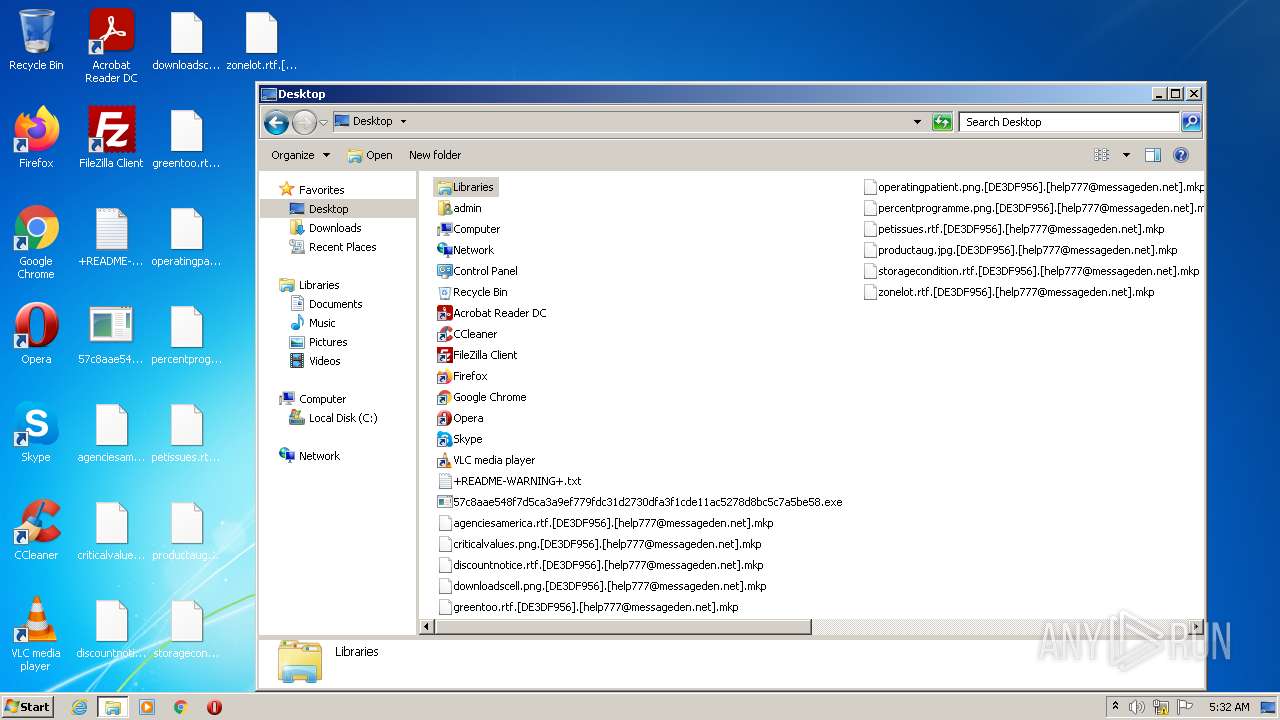 Recycle Bin
Acrobat
Reader DC
downloadsc...
zonelot.rtf.[...
Firefox
FileZilla Client
greentoo.rt...
Google
Chrome
+README-...
operatingpa...
Opera
57c8aae54...
percentprog...
Skype
agenciesam...
petissues.rt...
CCleaner
criticalvalue...
productaug....
VLC media
player
discountnoti...
storagecon...
Desktop
Desktop
Search Desktop
Organize
Open
New folder
Favorites
Desktop
Downloads
Recent Places
Libraries
Documents
Music
Pictures
Videos
Computer
Local Disk (C:)
Network
Libraries
admin
Computer
Network
Control Panel
Recycle Bin
Acrobat Reader DC
CCleaner
FileZilla Client
Firefox
Google Chrome
Opera
Skype
VLC media player
+README-WARNING+.txt
57c8aae548f7d5ca3a9ef779fdc31d2730dfa3f1cde11ac5278d8bc5c7a5be58.exe
agenciesamerica.rtf.[DE3DF956].[help777@messageden.net].mkp
criticalvalues.png.[DE3DF956].[help777@messageden.net].mkp
discountnotice.rtf.[DE3DF956].[help777@messageden.net].mkp
downloadscell.png.[DE3DF956].[help777@messageden.net].mkp
greentoo.rtf.[DE3DF956].[help777@messageden.net].mkp
operatingpatient.png.[DE3DF956].[help777@messageden.net].mkp
percentprogramme.png.[DE3DF956].[help777@messageden.net].m
petissues.rtf.[DE3DF956].[help777@messageden.net].mkp
productaug.jpg.[DE3DF956].[help777@messageden.net].mkp
storagecondition.rtf.[DE3DF956].[help777@messageden.net].mkp
zonelot.rtf.[DE3DF956].[help777@messageden.net].mkp
Libraries
ANY RUN
Start
5:32 AM